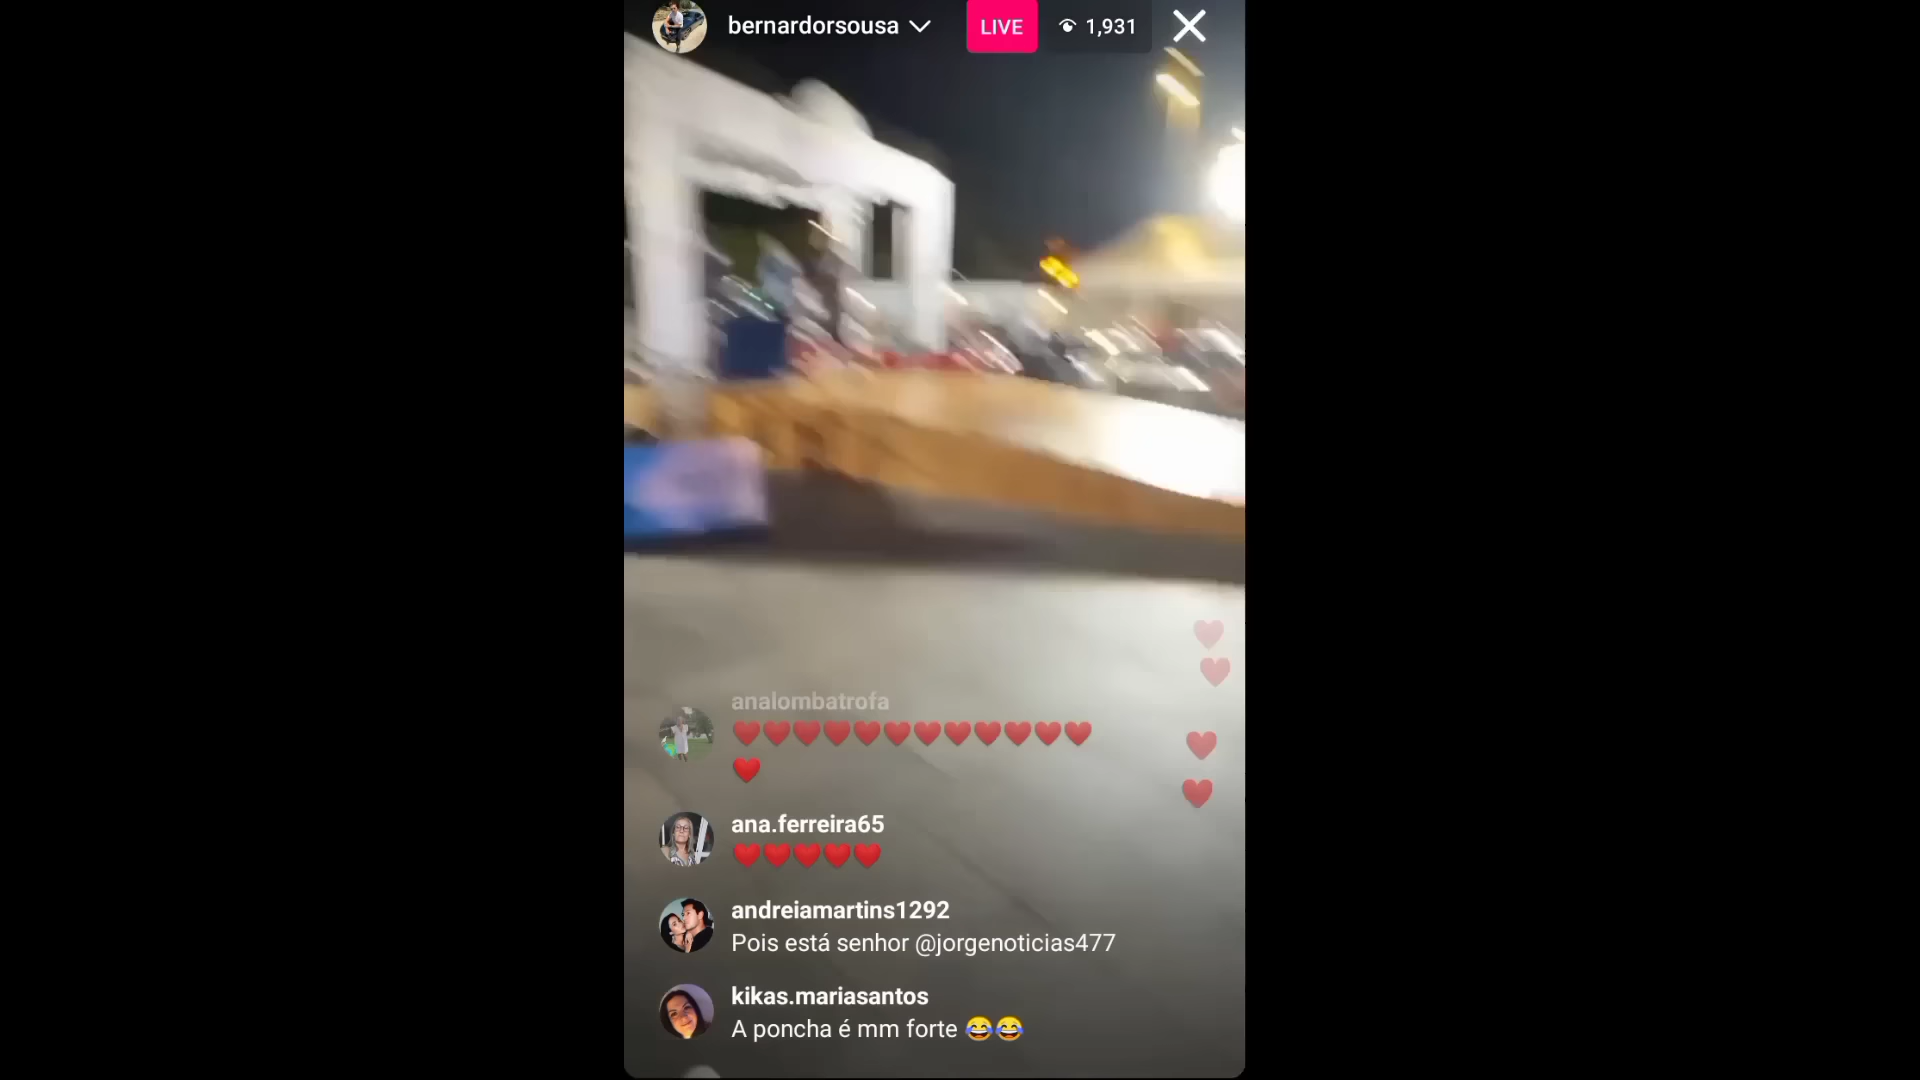 bernardorsousa LIVE 1,931
analombatrofa
❤️❤️❤️❤️❤️❤️❤️❤️❤️❤️❤️❤️
❤️
ana.ferreira65
❤️❤️❤️❤️❤️
andreiamartins1292
Pois está senhor @jorgenoticias477
kikas.mariasantos
A poncha é mm forte 😂😂